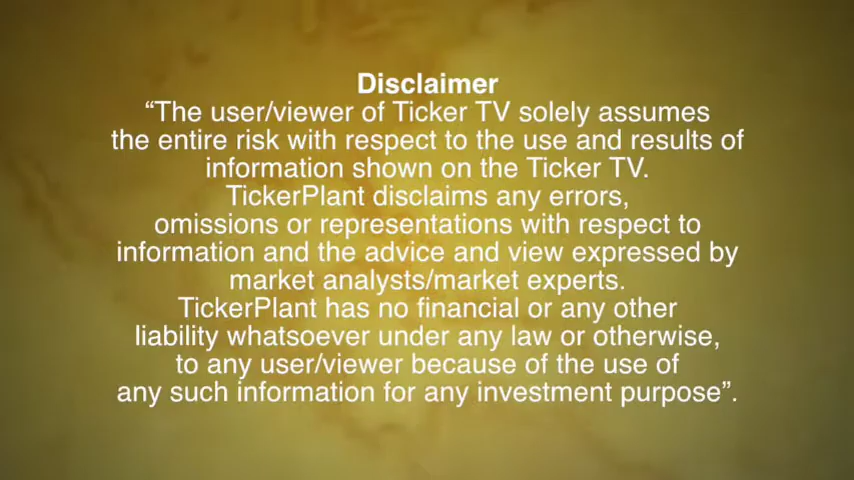 Disclaimer
“The user/viewer of Ticker TV solely assumes
the entire risk with respect to the use and results of
information shown on the Ticker TV.
TickerPlant disclaims any errors,
omissions or representations with respect to
information and the advice and view expressed by
market analysts/market experts.
TickerPlant has no financial or any other
liability whatsoever under any law or otherwise,
to any user/viewer because of the use of
any such information for any investment purpose”.